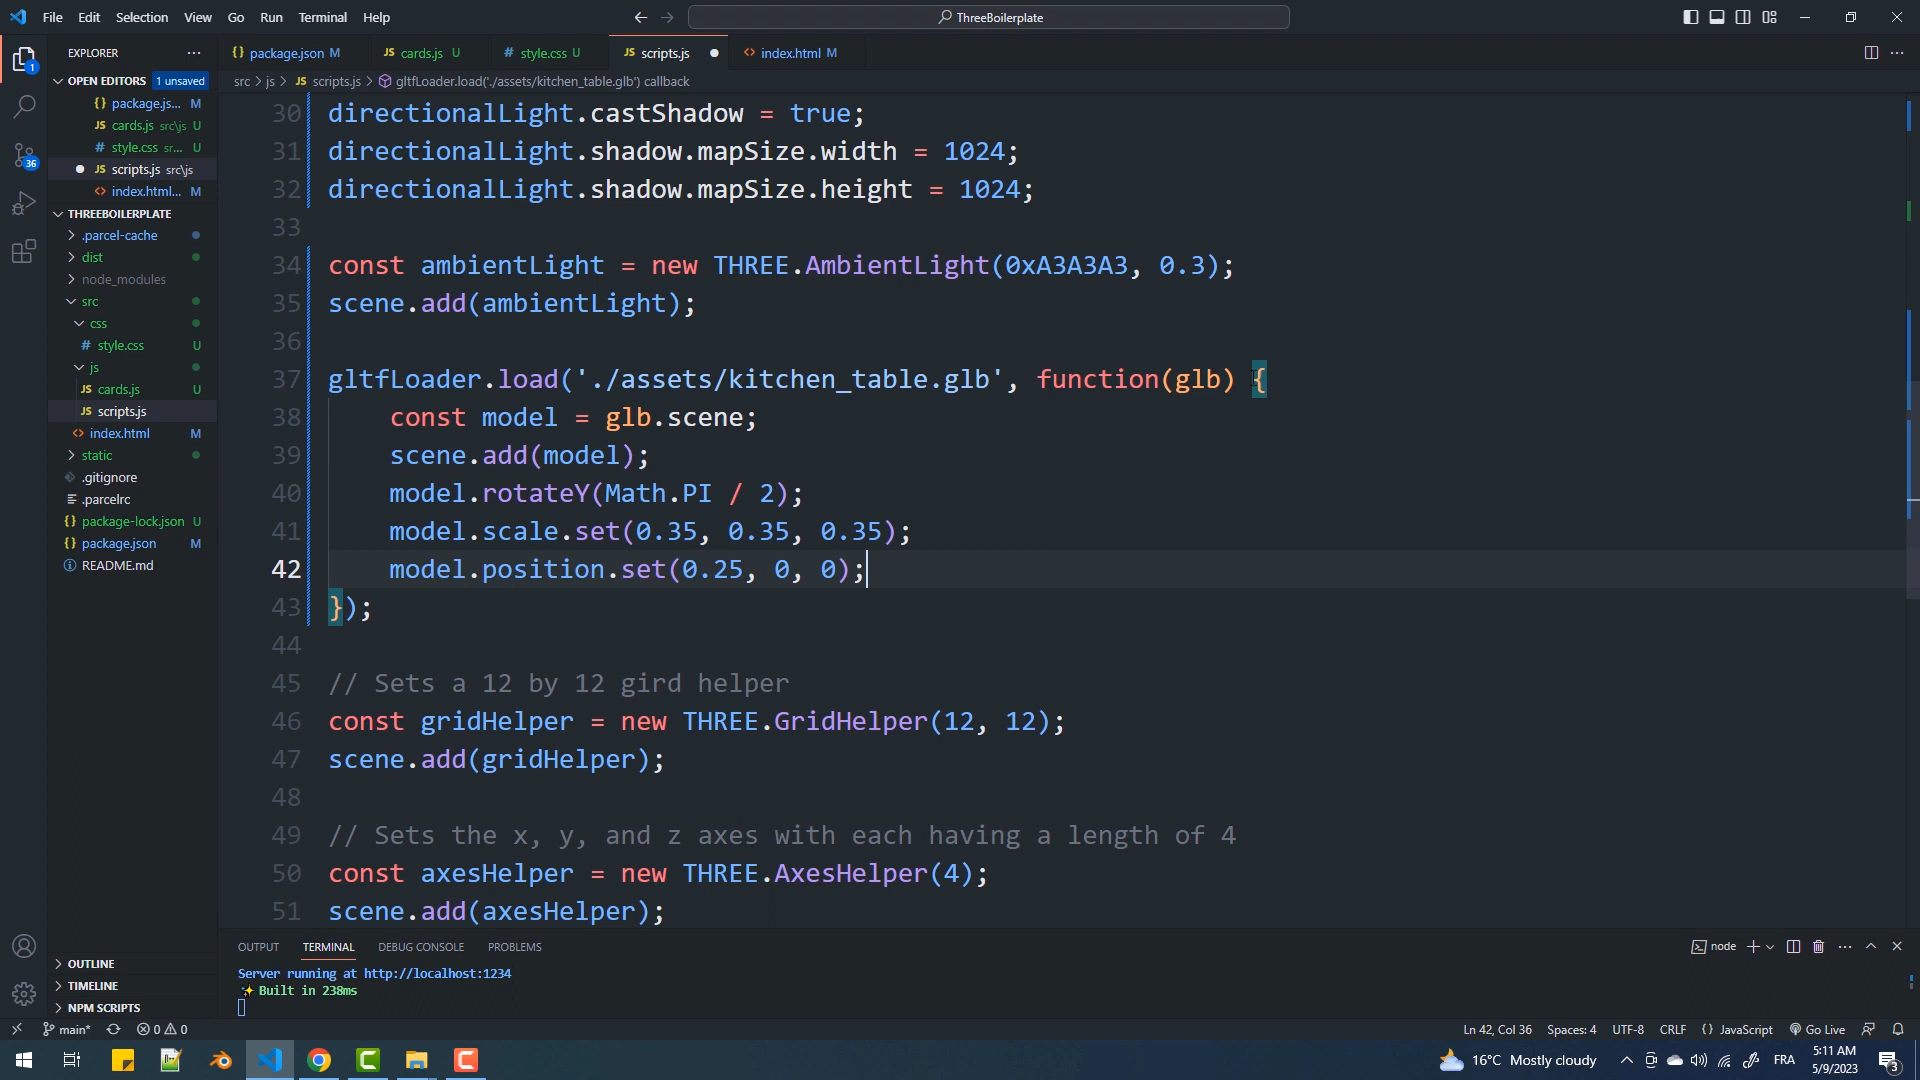 File Edit Selection View Go Run Terminal Help
ThreeBoilerplate
EXPLORER
OPEN EDITORS 1 unsaved
{} package.js... M
JS cards.js src\js U
# style.css sr... U
JS scripts.js src\js
<> index.html... M
THREEBOILERPLATE
.parcel-cache
dist
node_modules
src
css
# style.css U
js
JS cards.js U
JS scripts.js
<> index.html M
static
.gitignore
.parcelrc
{} package-lock.json U
{} package.json M
README.md
OUTLINE
TIMELINE
NPM SCRIPTS
{} package.json M JS cards.js U # style.css U JS scripts.js <> index.html M
src > js > JS scripts.js > gltfLoader.load('./assets/kitchen_table.glb') callback
30 directionalLight.castShadow = true;
31 directionalLight.shadow.mapSize.width = 1024;
32 directionalLight.shadow.mapSize.height = 1024;
33
34 const ambientLight = new THREE.AmbientLight(0xA3A3A3, 0.3);
35 scene.add(ambientLight);
36
37 gltfLoader.load('./assets/kitchen_table.glb', function(glb) {
38 const model = glb.scene;
39 scene.add(model);
40 model.rotateY(Math.PI / 2);
41 model.scale.set(0.35, 0.35, 0.35);
42 model.position.set(0.25, 0, 0);
43 });
44
45 // Sets a 12 by 12 gird helper
46 const gridHelper = new THREE.GridHelper(12, 12);
47 scene.add(gridHelper);
48
49 // Sets the x, y, and z axes with each having a length of 4
50 const axesHelper = new THREE.AxesHelper(4);
51 scene.add(axesHelper);
OUTPUT TERMINAL DEBUG CONSOLE PROBLEMS
node
Server running at http://localhost:1234
✨ Built in 238ms
main* 0 0
Ln 42, Col 36 Spaces: 4 UTF-8 CRLF {} JavaScript Go Live
16°C Mostly cloudy FRA 5:11 AM
5/9/2023
3
1
36